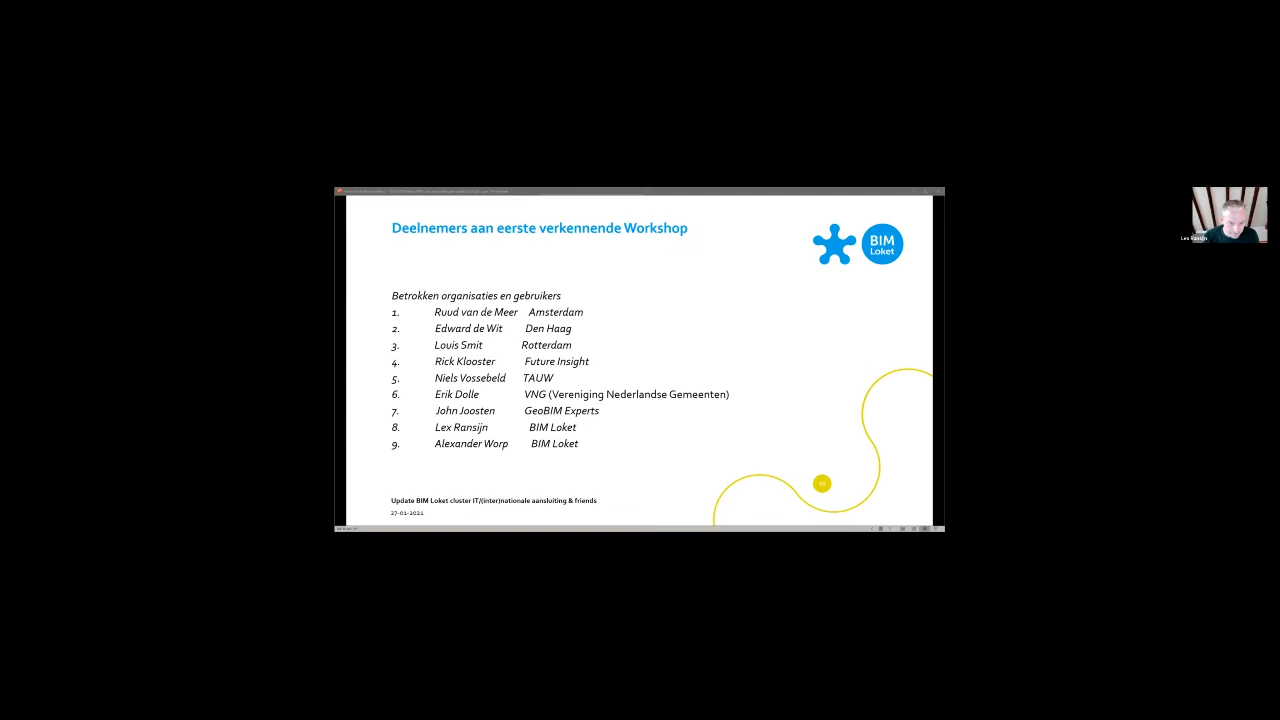 Deelnemers aan eerste verkennende Workshop
BIM
Loket
Betrokken organisaties en gebruikers
1. Ruud van de Meer Amsterdam
2. Edward de Wit Den Haag
3. Louis Smit Rotterdam
4. Rick Klooster Future Insight
5. Niels Vossebeld TAUW
6. Erik Dolle VNG (Vereniging Nederlandse Gemeenten)
7. John Joosten GeoBIM Experts
8. Lex Ransijn BIM Loket
9. Alexander Worp BIM Loket
Update BIM Loket cluster IT/(inter)nationale aansluiting & friends
27-01-2021
Lex Ransijn